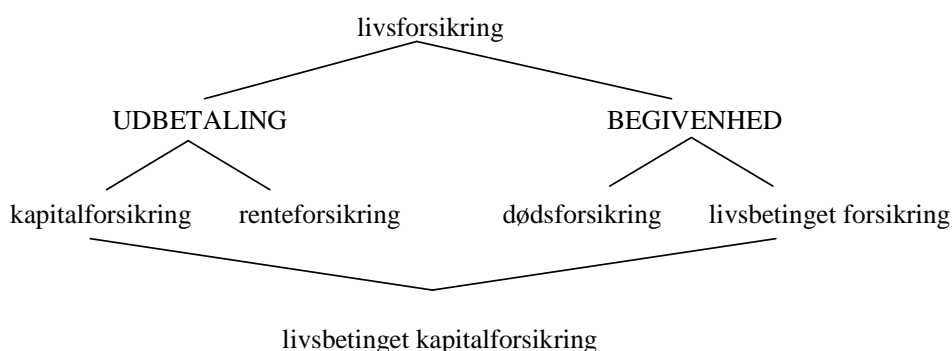 livsforsikring
UDBETALING BEGIVENHED
kapitalforsikring renteforsikring dødsforsikring livsbetinget forsikring
livsbetinget kapitalforsikring